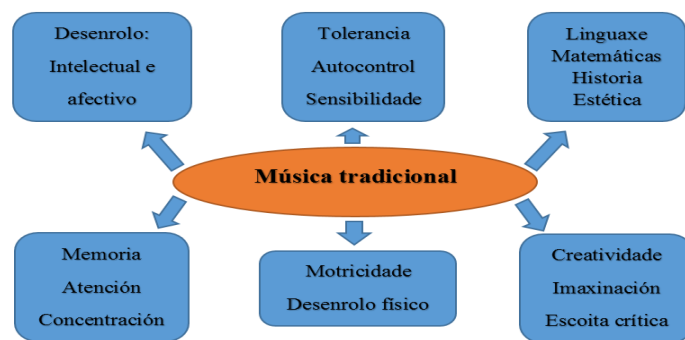 Desenrolo:
Intelectual e
afectivo
Tolerancia
Autocontrol
Sensibilidade
Linguaxe
Matemáticas
Historia
Estética
Música tradicional
Memoria
Atención
Concentración
Motricidade
Desenrolo físico
Creatividade
Imaxinación
Escoita crítica